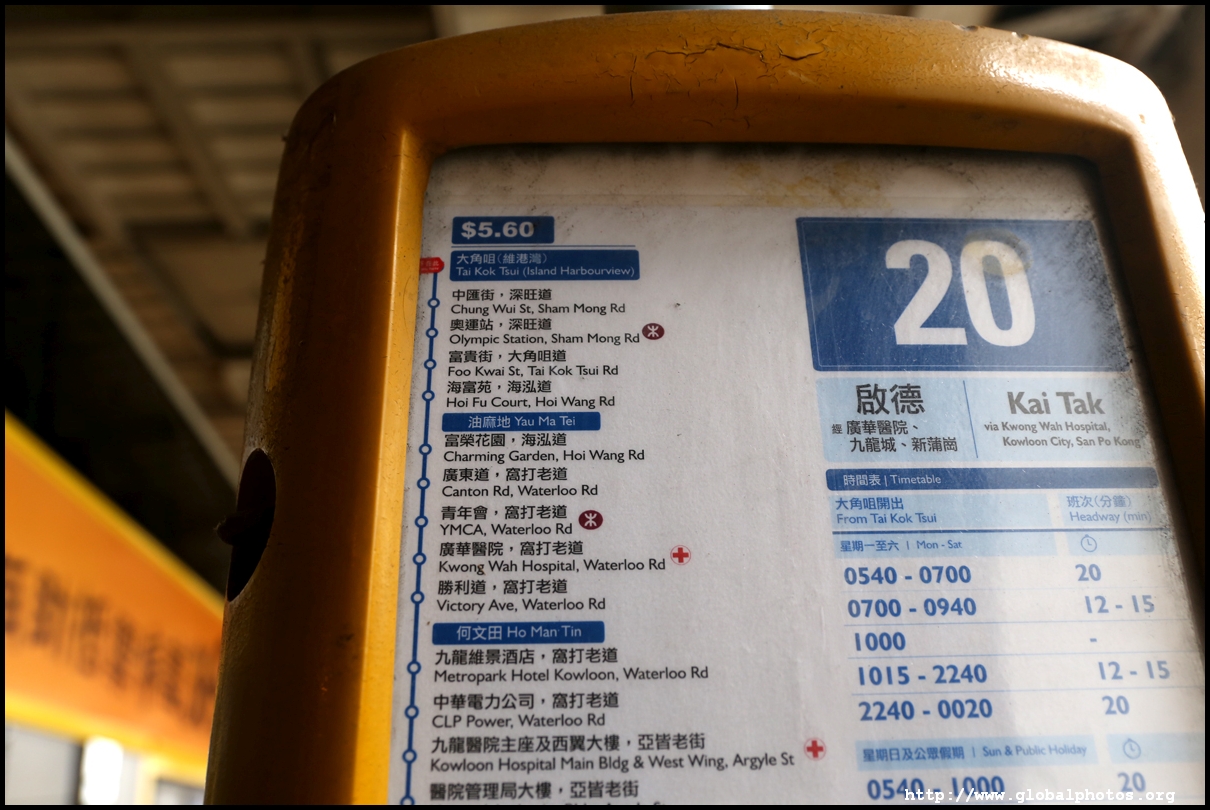 $5.60
大角咀(維港灣)
Tai Kok Tsui (Island Harbourview)
中匯街，深旺道
Chung Wui St, Sham Mong Rd
奧運站，深旺道
Olympic Station, Sham Mong Rd
富貴街，大角咀道
Foo Kwai St, Tai Kok Tsui Rd
海富苑，海泓道
Hoi Fu Court, Hoi Wang Rd
油麻地 Yau Ma Tei
富榮花園，海泓道
Charming Garden, Hoi Wang Rd
廣東道，窩打老道
Canton Rd, Waterloo Rd
青年會，窩打老道
YMCA, Waterloo Rd
廣華醫院，窩打老道
Kwong Wah Hospital, Waterloo Rd
勝利道，窩打老道
Victory Ave, Waterloo Rd
何文田 Ho Man Tin
九龍維景酒店，窩打老道
Metropark Hotel Kowloon, Waterloo Rd
中華電力公司，窩打老道
CLP Power, Waterloo Rd
九龍醫院主座及西翼大樓，亞皆老街
Kowloon Hospital Main Bldg & West Wing, Argyle St
醫院管理局大樓，亞皆老街
20
啟德
經 廣華醫院、
九龍城、新蒲崗
Kai Tak
via Kwong Wah Hospital,
Kowloon City, San Po Kong
時間表 | Timetable
大角咀開出 班次(分鐘)
From Tai Kok Tsui Headway (min)
星期一至六 | Mon - Sat
0540 - 0700 20
0700 - 0940 12 - 15
1000 -
1015 - 2240 12 - 15
2240 - 0020 20
星期日及公眾假期 | Sun & Public Holiday
0540 - 1000 20
http://www.globalphotos.org